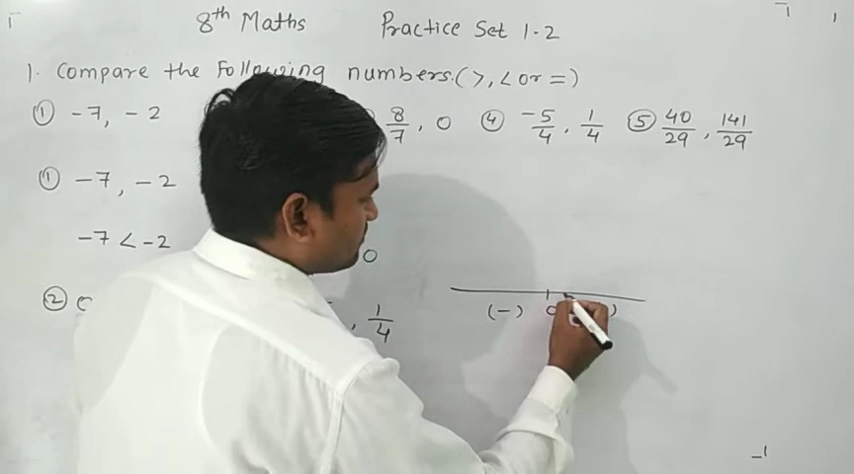 8th Maths Practice Set 1.2
1. Compare the Following numbers.(>,< or =)
① -7, -2 8/7, 0 ④ -5/4, 1/4 ⑤ 40/29, 141/29
① -7, -2
-7 < -2 0
② , 1/4
(-) 0 )